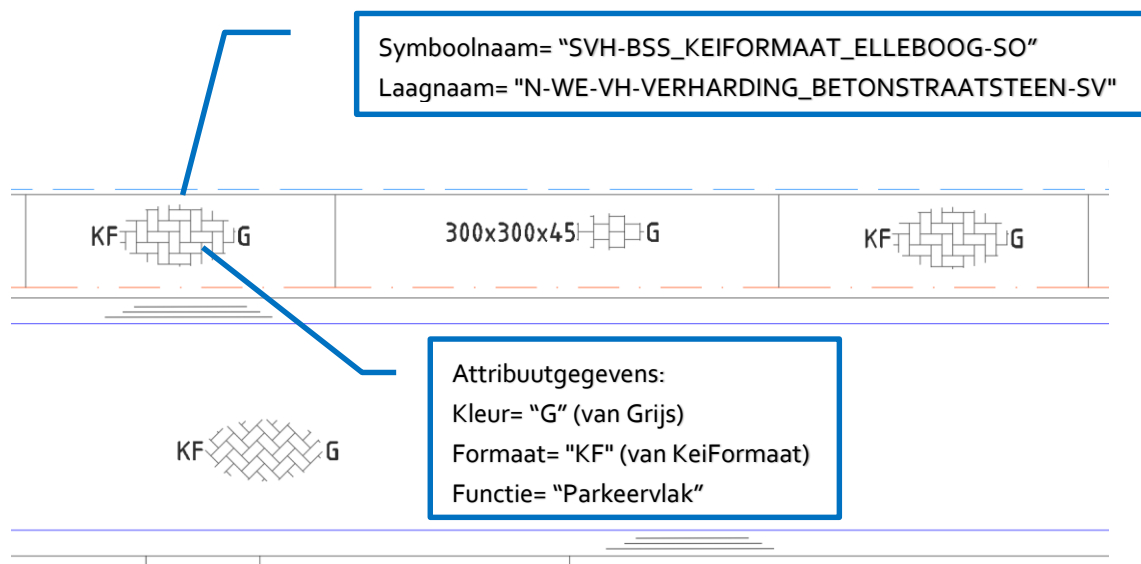 Symboolnaam= “SVH-BSS_KEIFORMAAT_ELLEBOOG-SO”
Laagnaam= "N-WE-VH-VERHARDING_BETONSTRAATSTEEN-SV"
KF G 300x300x45 G KF G
Attribuutgegevens:
Kleur= “G” (van Grijs)
Formaat= "KF" (van KeiFormaat)
Functie= “Parkeervlak”
KF G